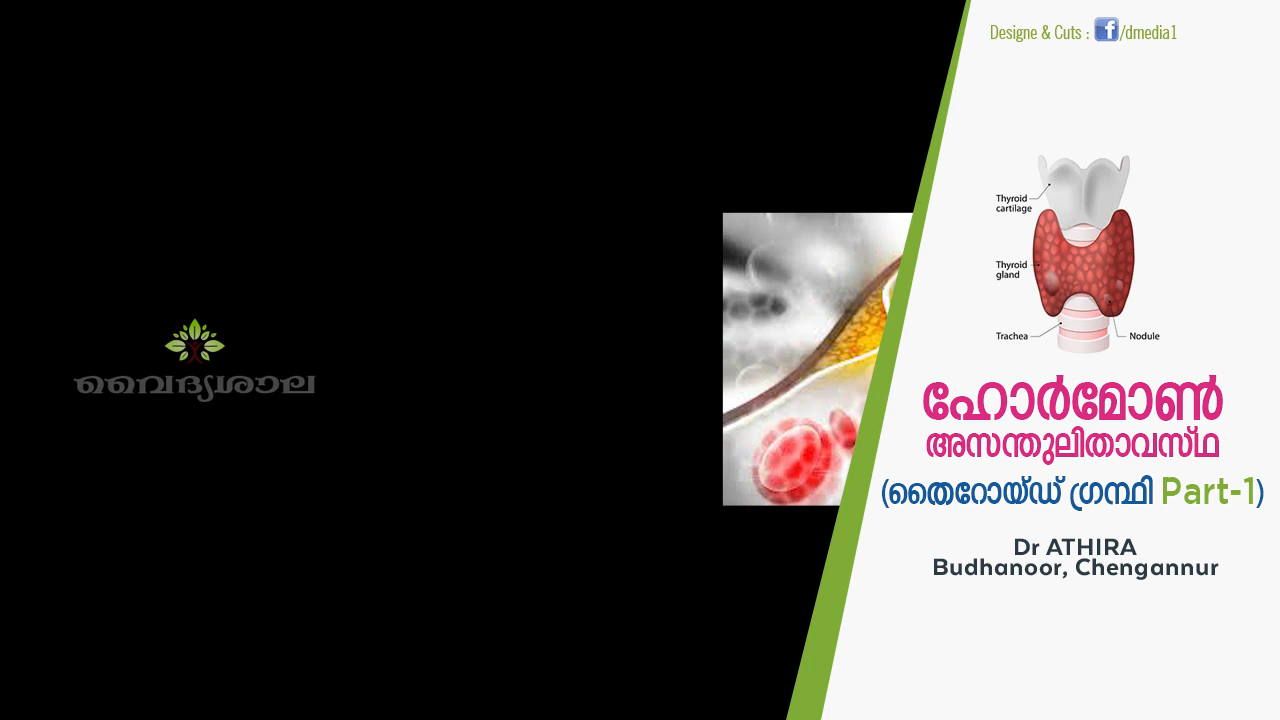 Designe & Cuts : f/dmedia1
Thyroid
cartilage
Thyroid
gland
Trachea
Nodule
വൈദ്യശാല
ഹോർമോൺ
അസന്തുലിതാവസ്ഥ
(തൈറോയ്ഡ് ഗ്രന്ഥി Part-1)
Dr ATHIRA
Budhanoor, Chengannur